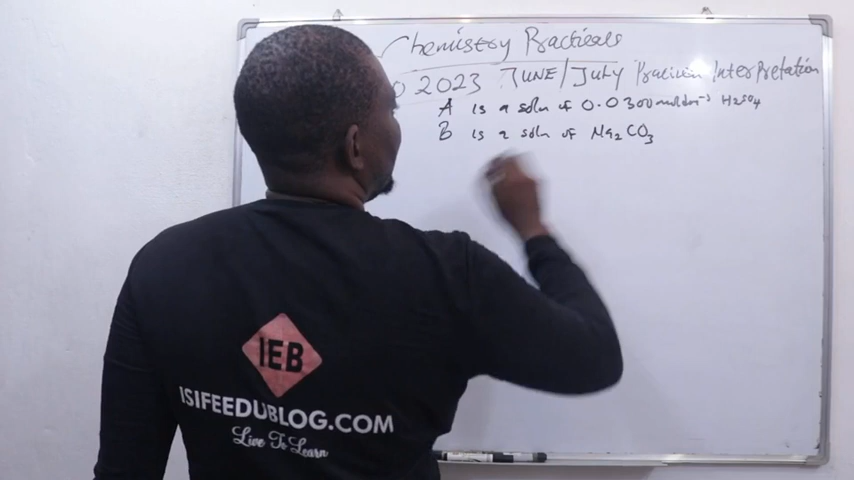 Chemistry Practicals
O 2023 JUNE/JULY Interpretation
A is a soln of 0.0300moldm⁻³ H₂SO₄
B is a soln of Na₂CO₃
IEB
ISIFEEDUBLOG.COM
Live To Learn